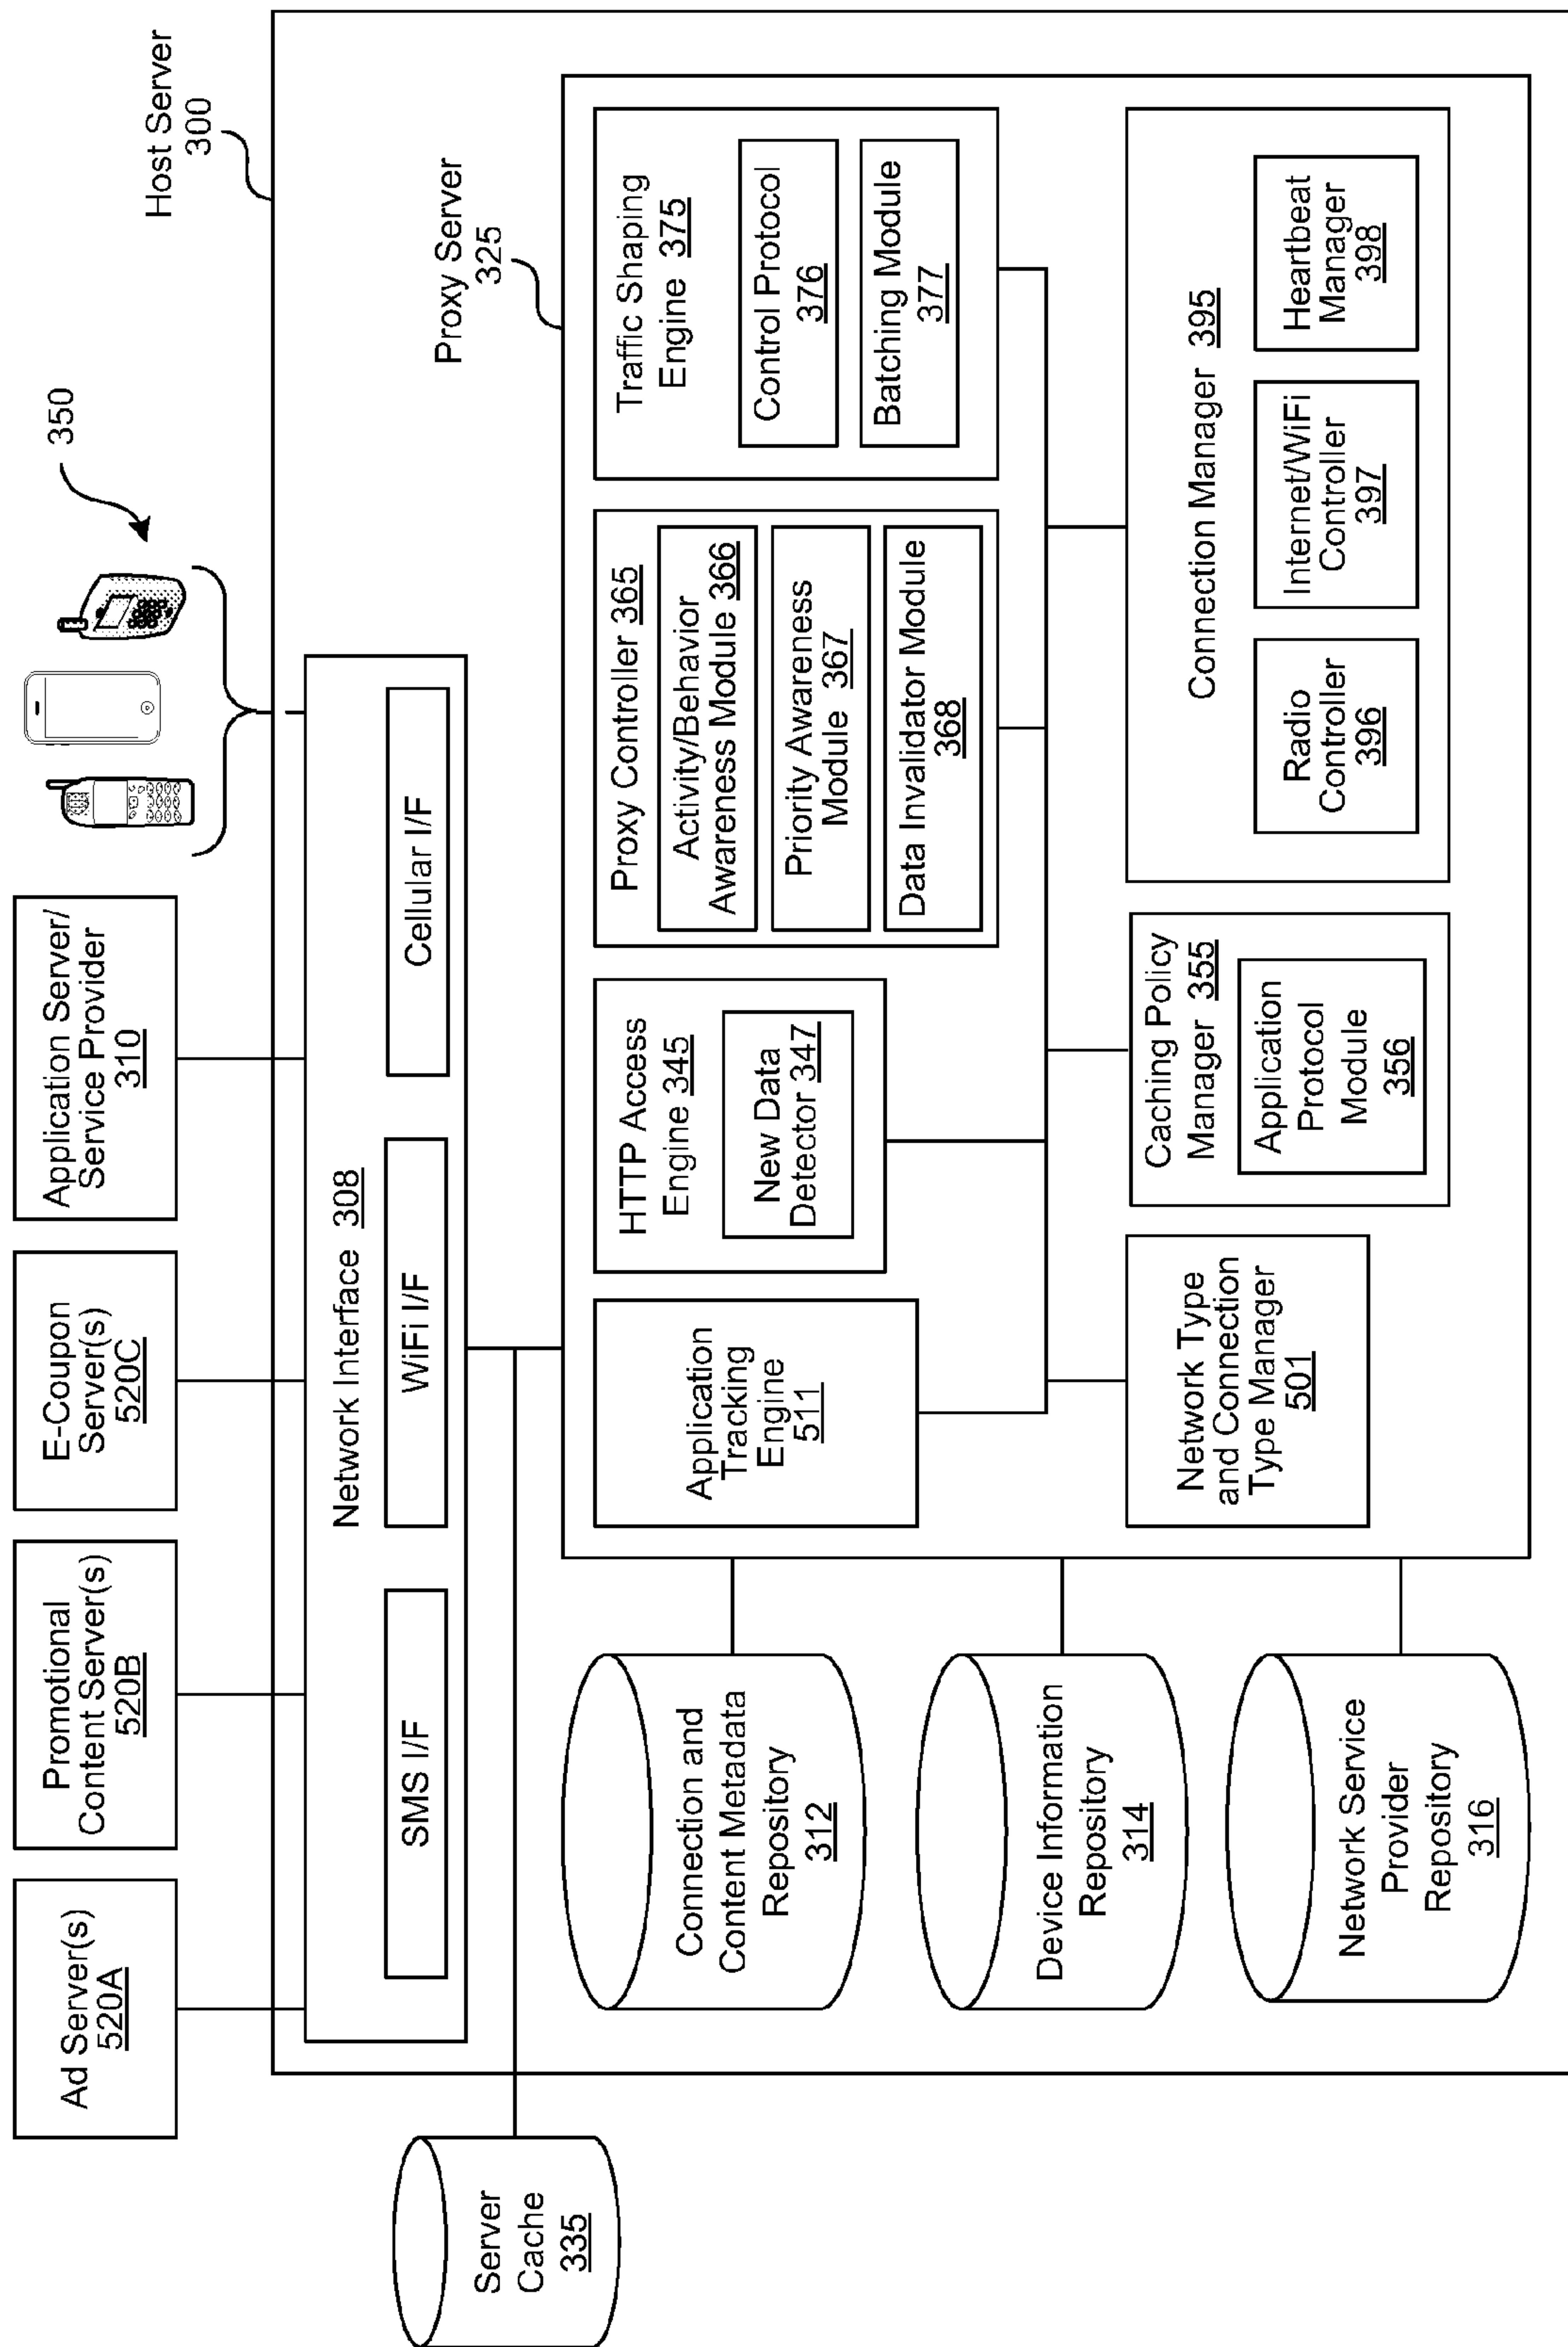 Ad Server(s)
520A
Promotional
Content Server(s)
520B
E-Coupon
Server(s)
520C
Application Server/
Service Provider
310
350
Host Server
300
Server
Cache
335
Network Interface 308
SMS I/F
WiFi I/F
Cellular I/F
Proxy Server
325
Connection and
Content Metadata
Repository
312
Device Information
Repository
314
Network Service
Provider
Repository
316
Application
Tracking
Engine
511
HTTP Access
Engine 345
New Data
Detector 347
Proxy Controller 365
Activity/Behavior
Awareness Module 366
Priority Awareness
Module 367
Data Invalidator Module
368
Traffic Shaping
Engine 375
Control Protocol
376
Batching Module
377
Network Type
and Connection
Type Manager
501
Caching Policy
Manager 355
Application
Protocol
Module
356
Connection Manager 395
Radio
Controller
396
Internet/WiFi
Controller
397
Heartbeat
Manager
398